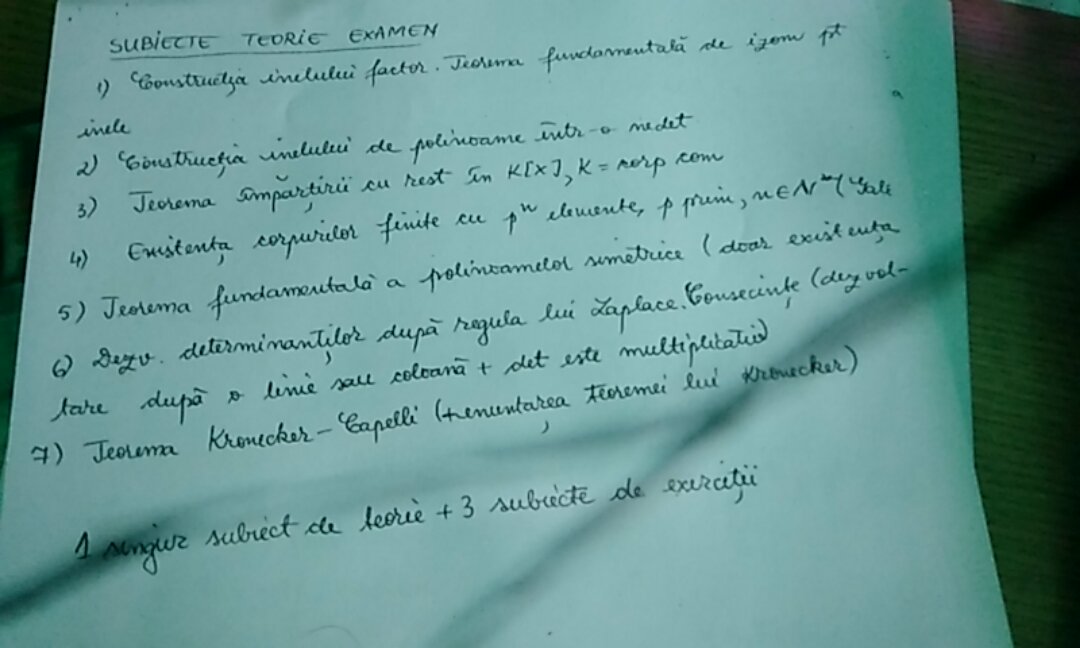 SUBIECTE TEORIE EXAMEN
1) Construcția inelului factor. Teorema fundamentală de izom pt
inele
2) Construcția inelului de polinoame într-o nedet
3) Teorema împărțirii cu rest în K[X], K = corp com
4) Existența corpurilor finite cu pⁿ elemente, p prim, n ∈ N* (
5) Teorema fundamentală a polinoamelor simetrice (doar existența
6) Dezv. determinanților după regula lui Laplace. Consecințe (dezvol-
tare după o linie sau coloană + det este multiplicativ)
7) Teorema Kronecker-Capelli (+enunțarea teoremei lui Kronecker)
1 singur subiect de teorie + 3 subiecte de exerciții